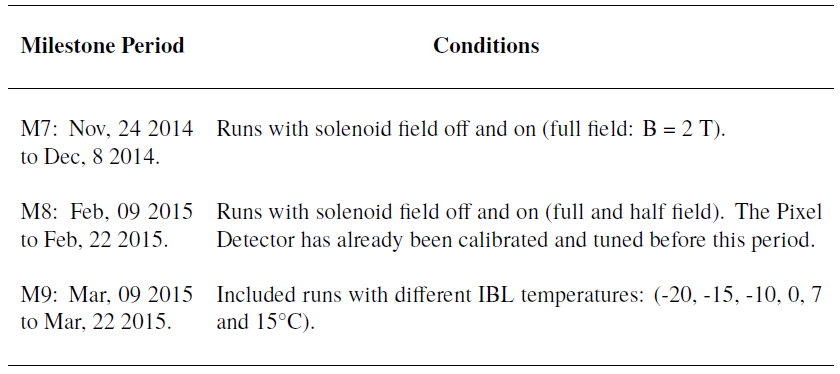 Milestone Period Conditions
M7: Nov, 24 2014 Runs with solenoid field off and on (full field: B = 2 T).
to Dec, 8 2014.
M8: Feb, 09 2015 Runs with solenoid field off and on (full and half field). The Pixel
to Feb, 22 2015. Detector has already been calibrated and tuned before this period.
M9: Mar, 09 2015 Included runs with different IBL temperatures: (-20, -15, -10, 0, 7
to Mar, 22 2015. and 15°C).